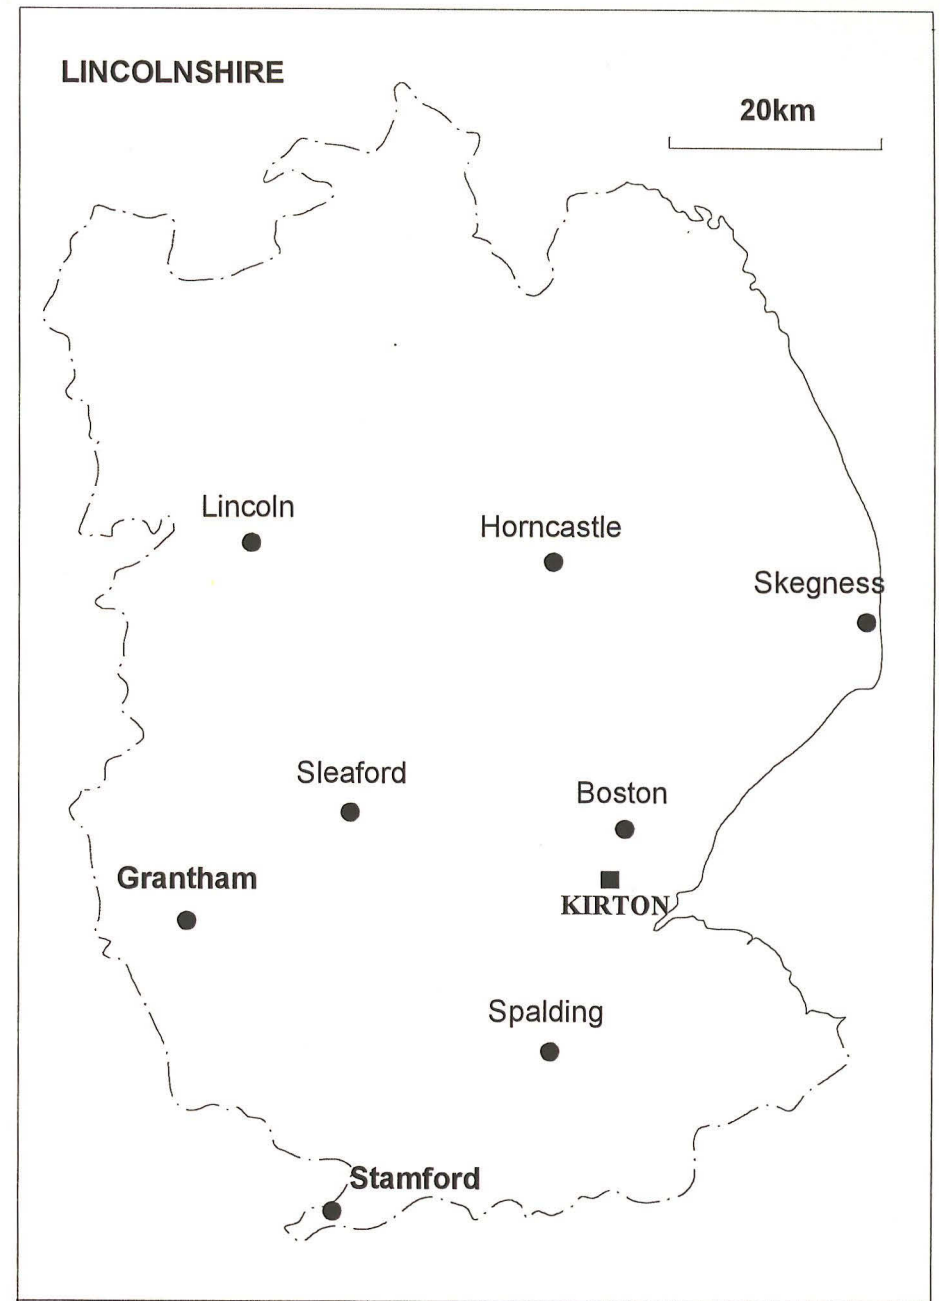 LINCOLNSHIRE
20km
Lincoln
Horncastle
Skegness
Sleaford
Boston
Grantham
KIRTON
Spalding
Stamford